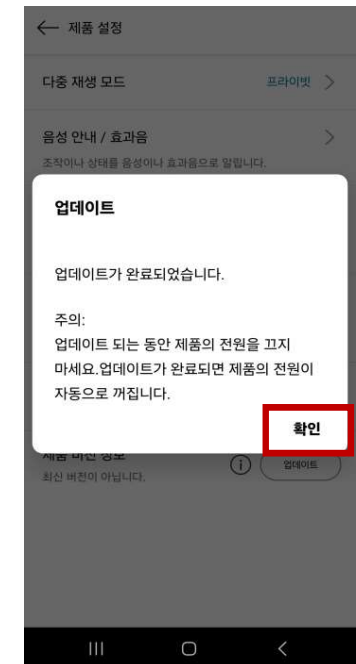 제품 설정
다중 재생 모드
프라이빗
음성 안내 / 효과음
조작이나 상태를 음성이나 효과음으로 알립니다.
업데이트
업데이트가 완료되었습니다.
주의:
업데이트 되는 동안 제품의 전원을 끄지
마세요.업데이트가 완료되면 제품의 전원이
자동으로 꺼집니다.
확인
제품 버전 정보
업데이트
최신 버전이 아닙니다.